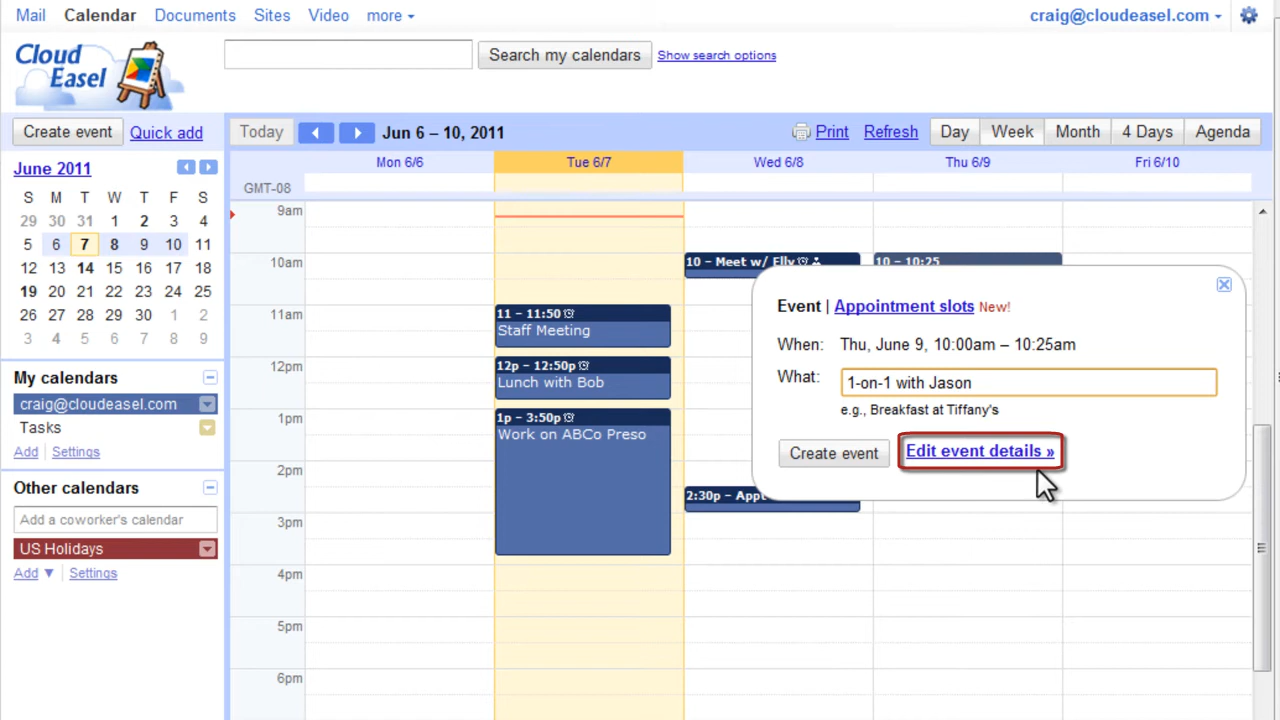 Mail Calendar Documents Sites Video more craig@cloudeasel.com
Cloud
Easel
Search my calendars Show search options
Create event Quick add Today Jun 6 – 10, 2011 Print Refresh Day Week Month 4 Days Agenda
June 2011
S M T W T F S
29 30 31 1 2 3 4
5 6 7 8 9 10 11
12 13 14 15 16 17 18
19 20 21 22 23 24 25
26 27 28 29 30 1 2
3 4 5 6 7 8 9
My calendars
craig@cloudeasel.com
Tasks
Add Settings
Other calendars
Add a coworker's calendar
US Holidays
Add Settings
Mon 6/6 Tue 6/7 Wed 6/8 Thu 6/9 Fri 6/10
GMT-08
9am
10am
11am
12pm
1pm
2pm
3pm
4pm
5pm
6pm
11 – 11:50
Staff Meeting
12p – 12:50p
Lunch with Bob
1p – 3:50p
Work on ABCo Preso
10 – Meet w/ Elly
2:30p – Appt
10 – 10:25
Event | Appointment slots New!
When: Thu, June 9, 10:00am – 10:25am
What: 1-on-1 with Jason
e.g., Breakfast at Tiffany's
Create event Edit event details »